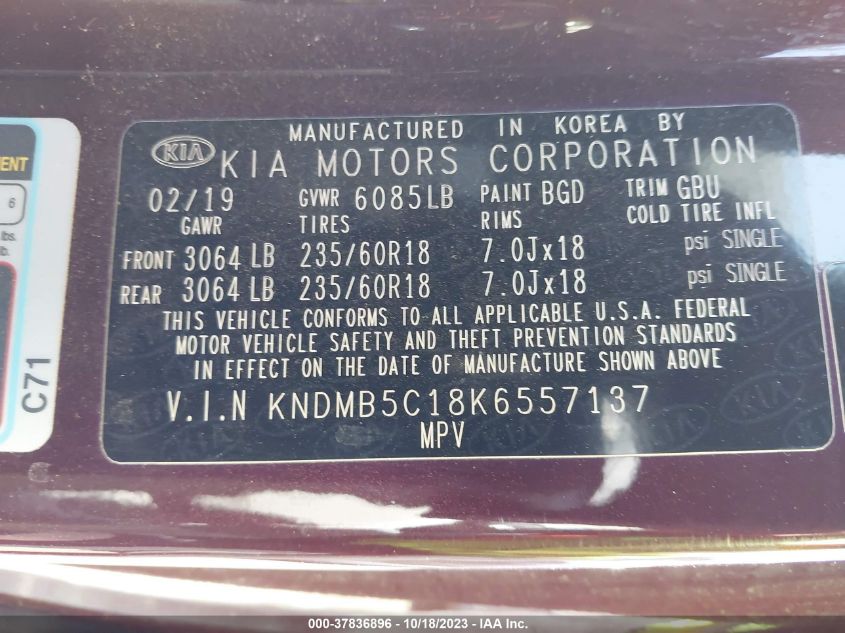 MANUFACTURED IN KOREA BY
KIA KIA MOTORS CORPORATION
02/19 GVWR 6085LB PAINT BGD TRIM GBU
GAWR TIRES RIMS COLD TIRE INFL
FRONT 3064 LB 235/60R18 7.0Jx18 psi SINGLE
REAR 3064 LB 235/60R18 7.0Jx18 psi SINGLE
THIS VEHICLE CONFORMS TO ALL APPLICABLE U.S.A. FEDERAL
MOTOR VEHICLE SAFETY AND THEFT PREVENTION STANDARDS
IN EFFECT ON THE DATE OF MANUFACTURE SHOWN ABOVE
V.I.N KNDMB5C18K6557137
MPV
6
lbs.
lb.
C71
000-37836896 - 10/18/2023 - IAA Inc.